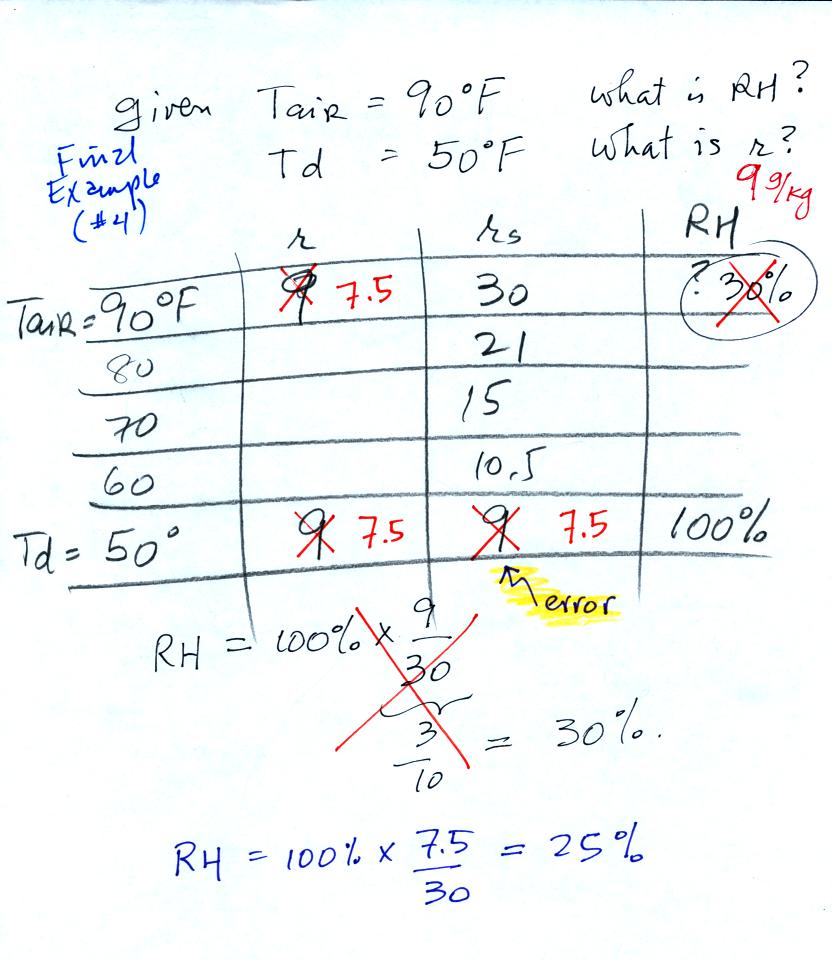 given Tair = 90°F what is RH?
Td = 50°F what is r?
9 g/kg
Final
Example
(#4)
r rs RH
Tair = 90°F 9 7.5 30 ? 30%
80 21
70 15
60 10.5
Td = 50° 9 7.5 9 7.5 100%
error
RH = 100% x 9/30
3/10 = 30%.
RH = 100% x 7.5/30 = 25%